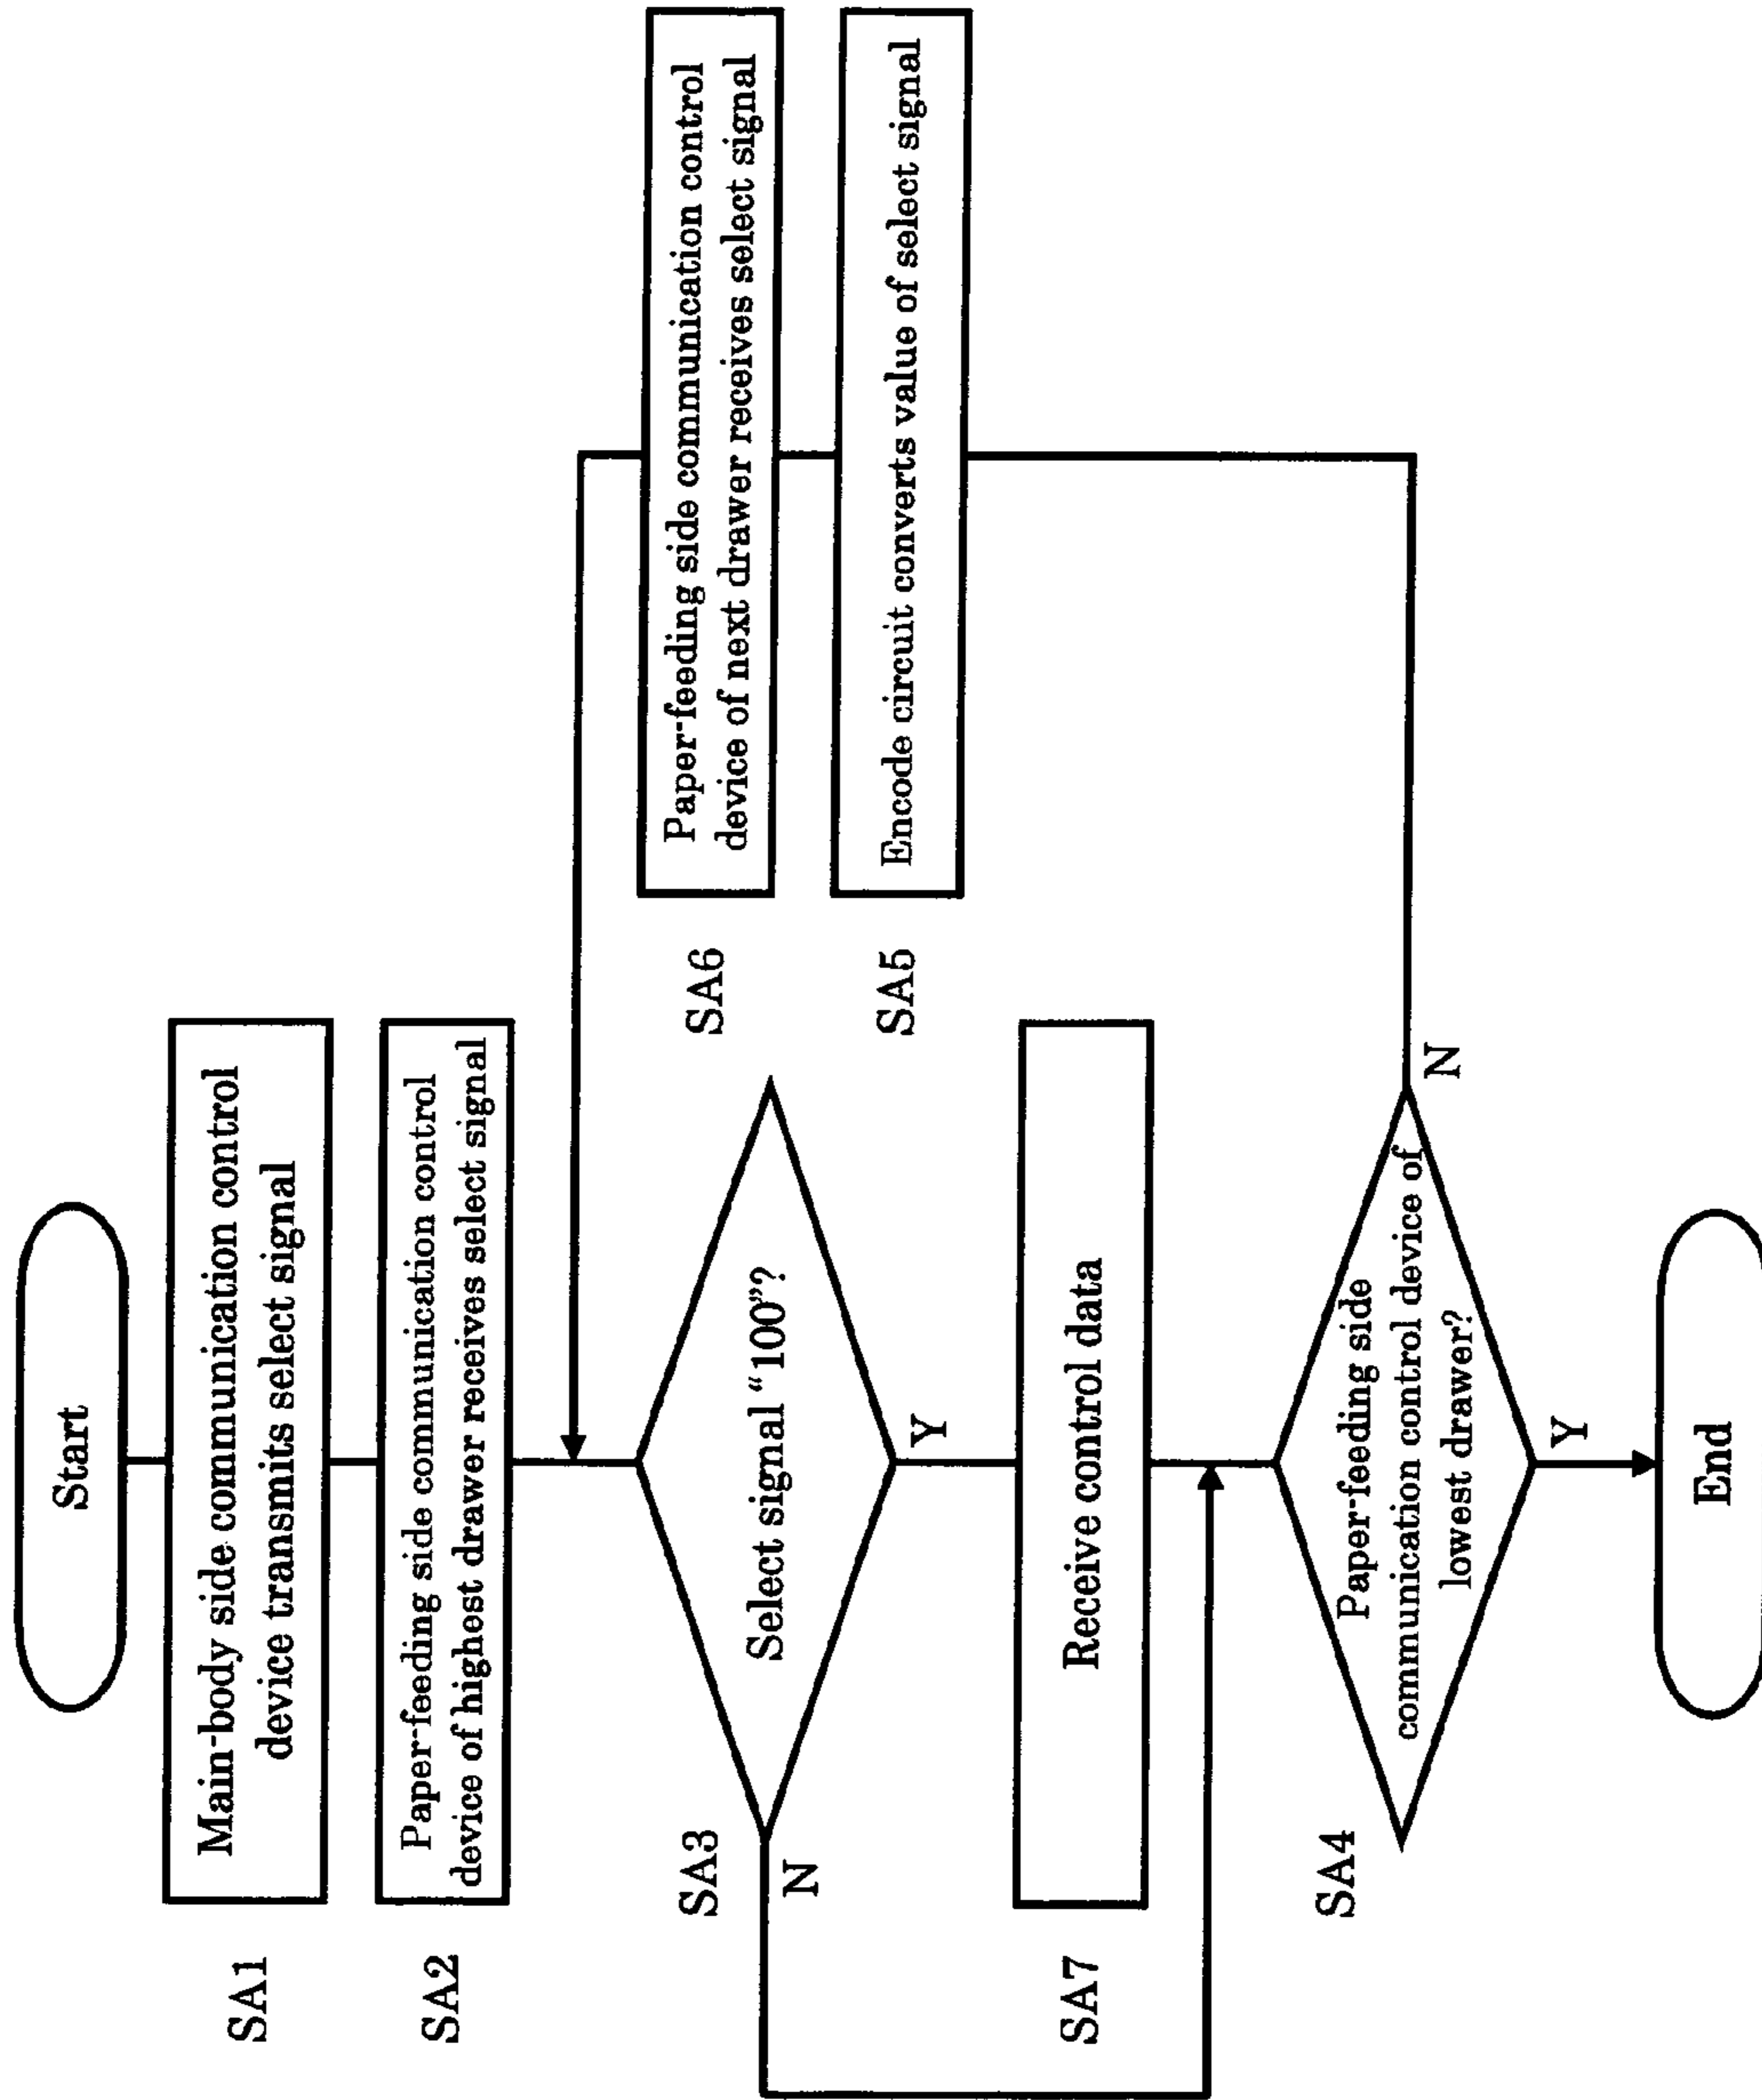 Start
SA1
Main-body side communication control
device transmits select signal
SA2
Paper-feeding side communication control
device of highest drawer receives select signal
SA3
Select signal “100”?
N
Y
SA7
Receive control data
SA4
Paper-feeding side
communication control device of
lowest drawer?
N
Y
SA6
Paper-feeding side communication control
device of next drawer receives select signal
SA5
Encode circuit converts value of select signal
End